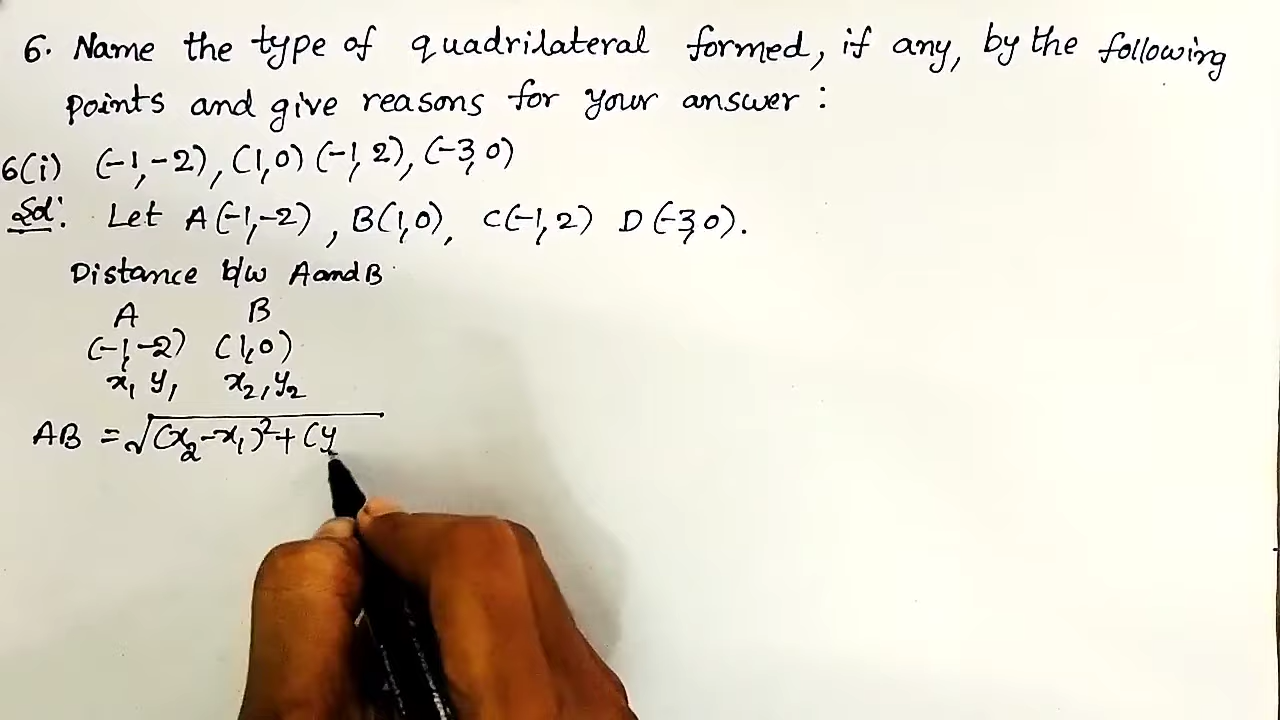 6. Name the type of quadrilateral formed, if any, by the following
points and give reasons for your answer :
6(i) (-1,-2), (1,0) (-1,2), (-3,0)
Sol: Let A(-1,-2), B(1,0), C(-1,2) D(-3,0).
Distance b/w A and B
A B
(-1,-2) (1,0)
x₁ y₁ x₂, y₂
AB = √(x₂-x₁)²+(y